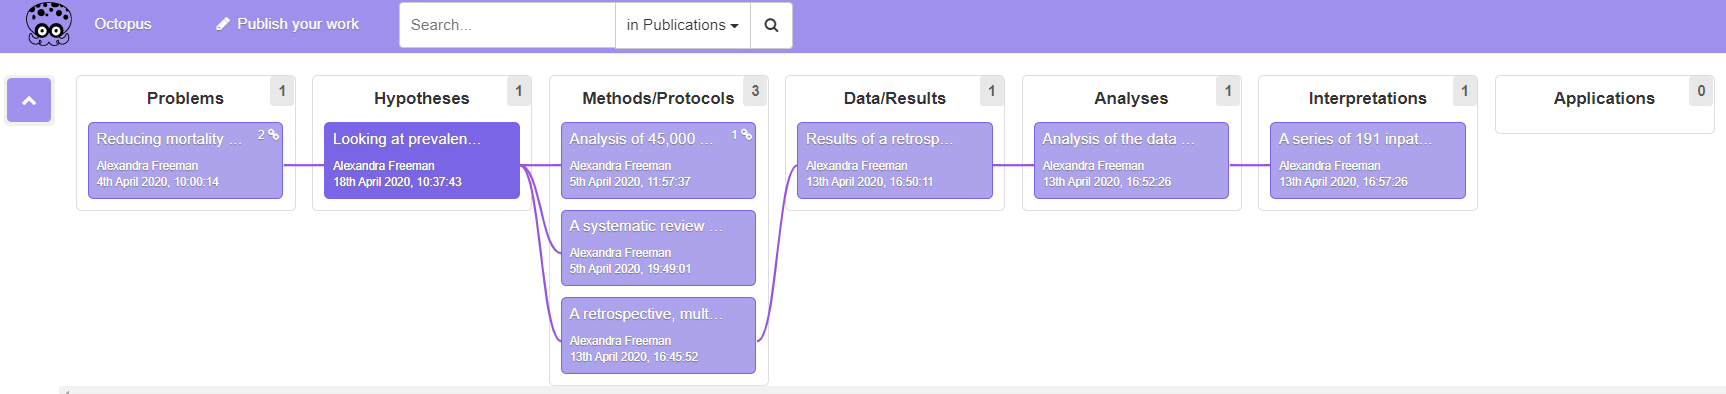 Octopus
Publish your work
Search...
in Publications
Problems
1
Reducing mortality ...
2
Alexandra Freeman
4th April 2020, 10:00:14
Hypotheses
1
Looking at prevalen...
Alexandra Freeman
18th April 2020, 10:37:43
Methods/Protocols
3
Analysis of 45,000 ...
1
Alexandra Freeman
5th April 2020, 11:57:37
A systematic review ...
Alexandra Freeman
5th April 2020, 19:49:01
A retrospective, mult...
Alexandra Freeman
13th April 2020, 16:45:52
Data/Results
1
Results of a retrosp...
Alexandra Freeman
13th April 2020, 16:50:11
Analyses
1
Analysis of the data ...
Alexandra Freeman
13th April 2020, 16:52:26
Interpretations
1
A series of 191 inpat...
Alexandra Freeman
13th April 2020, 16:57:26
Applications
0